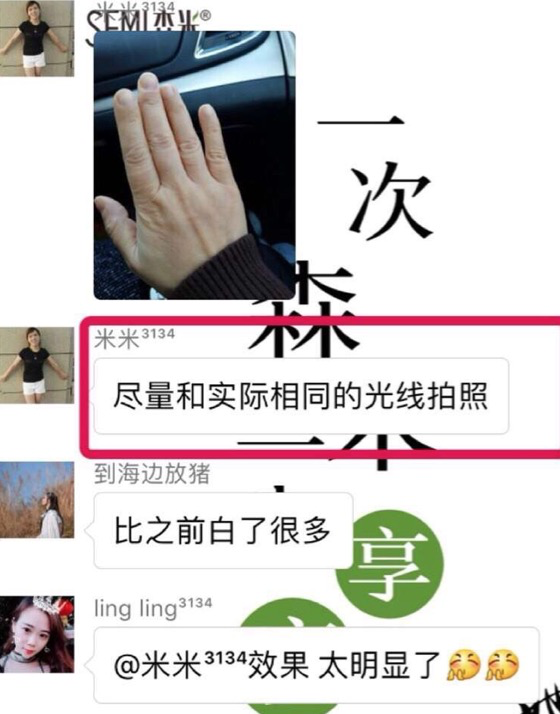 米米³¹³⁴
SEMI森米®
一
次
森
米³¹³⁴
尽量和实际相同的光线拍照
到海边放猪
比之前白了很多
享
ling ling³¹³⁴
@米米³¹³⁴效果 太明显了